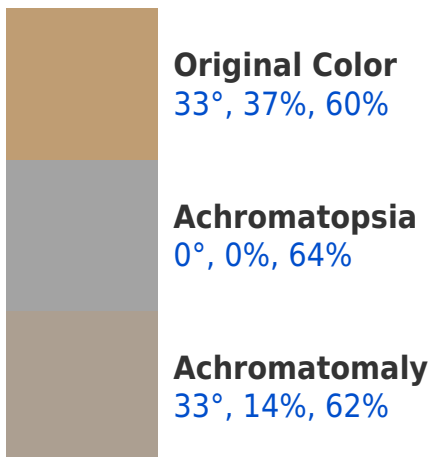 Original Color
33°, 37%, 60%
Achromatopsia
0°, 0%, 64%
Achromatomaly
33°, 14%, 62%